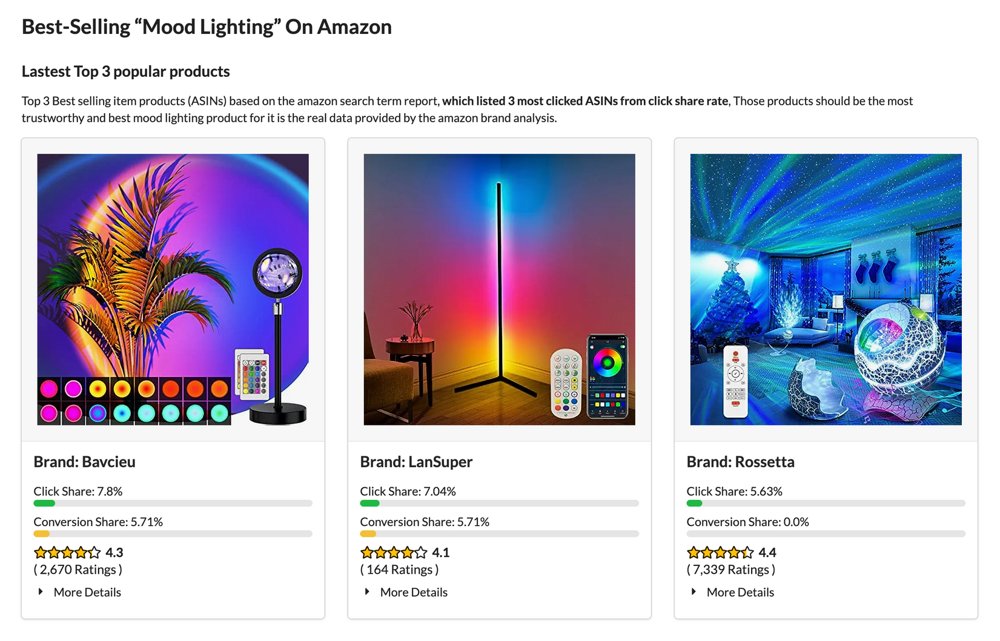 Best-Selling “Mood Lighting” On Amazon
Lastest Top 3 popular products
Top 3 Best selling item products (ASINs) based on the amazon search term report, which listed 3 most clicked ASINs from click share rate, Those products should be the most
trustworthy and best mood lighting product for it is the real data provided by the amazon brand analysis.
Brand: Bavcieu
Click Share: 7.8%
Conversion Share: 5.71%
4.3
( 2,670 Ratings )
More Details
Brand: LanSuper
Click Share: 7.04%
Conversion Share: 5.71%
4.1
( 164 Ratings )
More Details
Brand: Rossetta
Click Share: 5.63%
Conversion Share: 0.0%
4.4
( 7,339 Ratings )
More Details